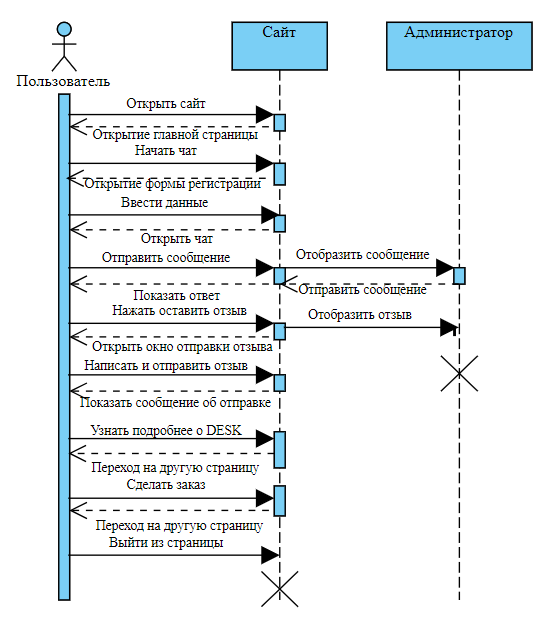 Сайт
Администратор
Пользователь
Открыть сайт
Открытие главной страницы
Начать чат
Открытие формы регистрации
Ввести данные
Открыть чат
Отправить сообщение
Отобразить сообщение
Показать ответ
Отправить сообщение
Нажать оставить отзыв
Отобразить отзыв
Открыть окно отправки отзыва
Написать и отправить отзыв
Показать сообщение об отправке
Узнать подробнее о DESK
Переход на другую страницу
Сделать заказ
Переход на другую страницу
Выйти из страницы